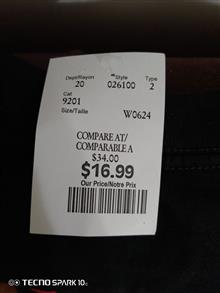 Dept/Rayon *Style Type
20 026100 2
Cat
9201
Size/Taille W0624
COMPARE AT/
COMPARABLE A
$34.00
$16.99
Our Price/Notre Prix
TECNO SPARK 10C